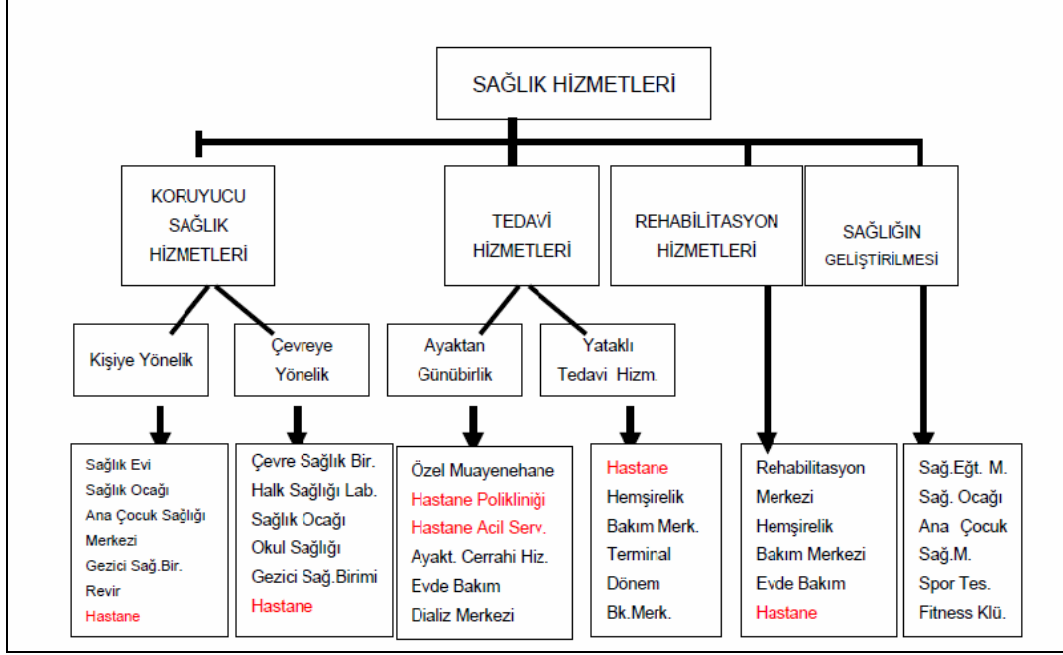 SAĞLIK HİZMETLERİ
KORUYUCU
SAĞLIK
HİZMETLERİ
TEDAVİ
HİZMETLERİ
REHABİLİTASYON
HİZMETLERİ
SAĞLIĞIN
GELİŞTİRİLMESİ
Kişiye Yönelik
Çevreye
Yönelik
Ayaktan
Günübirlik
Yataklı
Tedavi Hizm.
Sağlık Evi
Sağlık Ocağı
Ana Çocuk Sağlığı
Merkezi
Gezici Sağ.Bir.
Revir
Hastane
Çevre Sağlık Bir.
Halk Sağlığı Lab.
Sağlık Ocağı
Okul Sağlığı
Gezici Sağ.Birimi
Hastane
Özel Muayenehane
Hastane Polikliniği
Hastane Acil Serv.
Ayakt. Cerrahi Hiz.
Evde Bakım
Dializ Merkezi
Hastane
Hemşirelik
Bakım Merk.
Terminal
Dönem
Bk.Merk.
Rehabilitasyon
Merkezi
Hemşirelik
Bakım Merkezi
Evde Bakım
Hastane
Sağ.Eğt. M.
Sağ. Ocağı
Ana Çocuk
Sağ.M.
Spor Tes.
Fitness Klü.